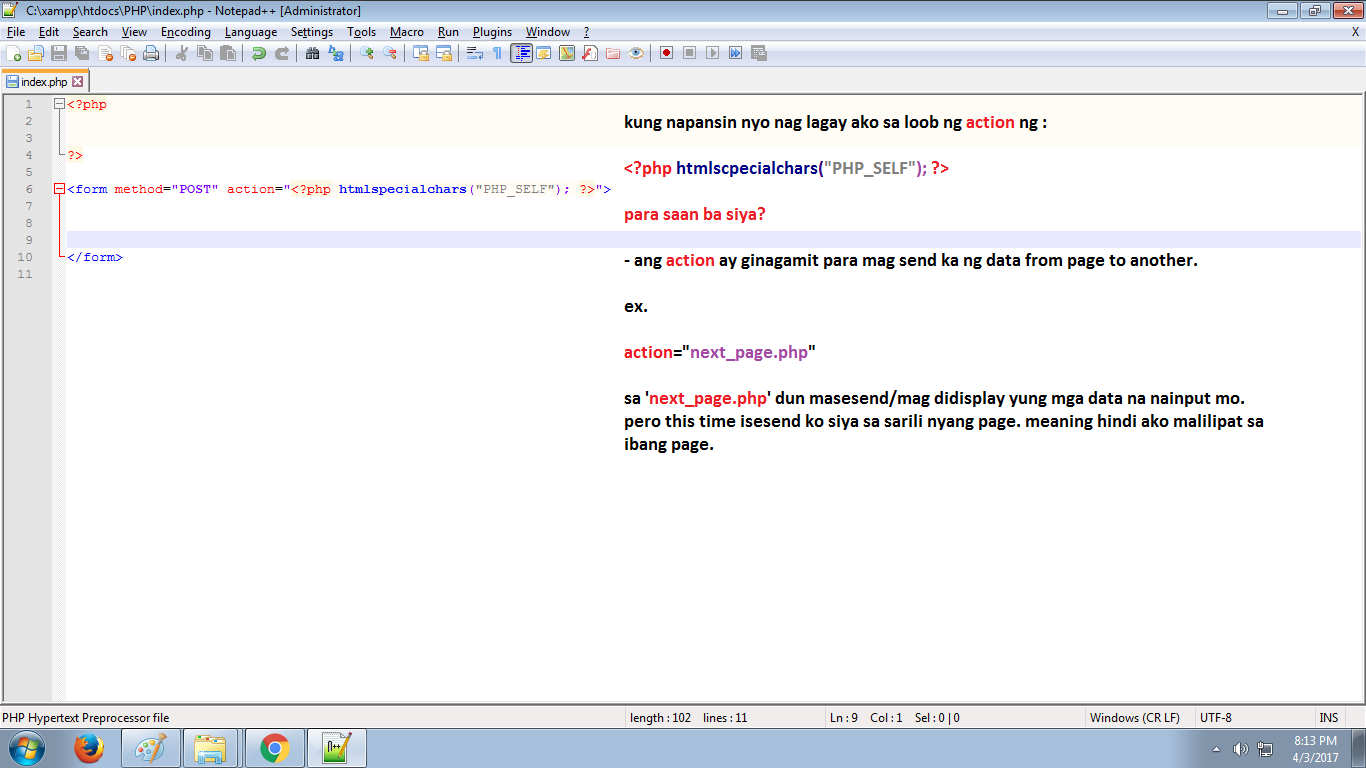 C:\xampp\htdocs\PHP\index.php - Notepad++ [Administrator]
File Edit Search View Encoding Language Settings Tools Macro Run Plugins Window ? X
index.php
1 <?php
2
3
4 ?>
5
6 <form method="POST" action="<?php htmlspecialchars("PHP_SELF"); ?>">
7
8
9
10 </form>
11
kung napansin nyo nag lagay ako sa loob ng action ng :
<?php htmlscpecialchars("PHP_SELF"); ?>
para saan ba siya?
- ang action ay ginagamit para mag send ka ng data from page to another.
ex.
action="next_page.php"
sa 'next_page.php' dun masesend/mag didisplay yung mga data na nainput mo.
pero this time isesend ko siya sa sarili nyang page. meaning hindi ako malilipat sa
ibang page.
PHP Hypertext Preprocessor file length : 102 lines : 11 Ln : 9 Col : 1 Sel : 0 | 0 Windows (CR LF) UTF-8 INS
8:13 PM
4/3/2017